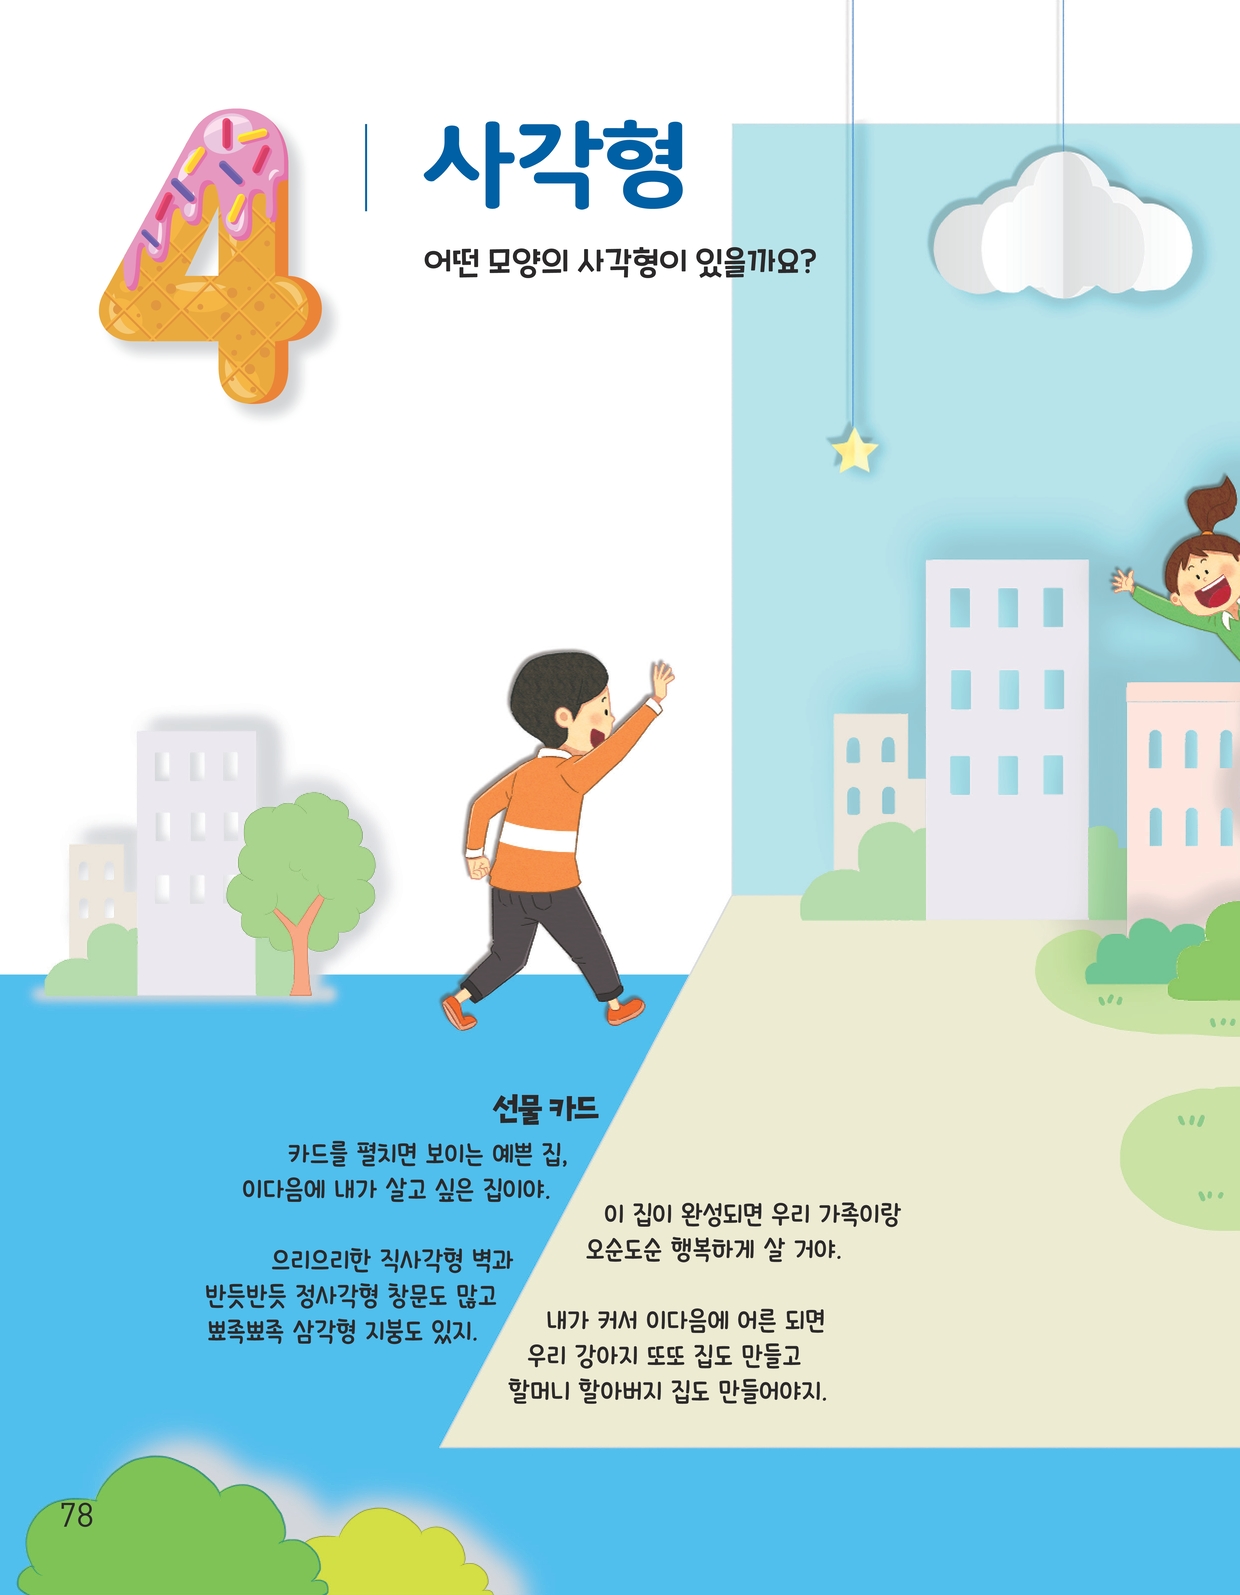 4
사각형
어떤 모양의 사각형이 있을까요?
선물 카드
카드를 펼치면 보이는 예쁜 집,
이다음에 내가 살고 싶은 집이야.
으리으리한 직사각형 벽과
반듯반듯 정사각형 창문도 많고
뾰족뾰족 삼각형 지붕도 있지.
이 집이 완성되면 우리 가족이랑
오순도순 행복하게 살 거야.
내가 커서 이다음에 어른 되면
우리 강아지 또또 집도 만들고
할머니 할아버지 집도 만들어야지.
78